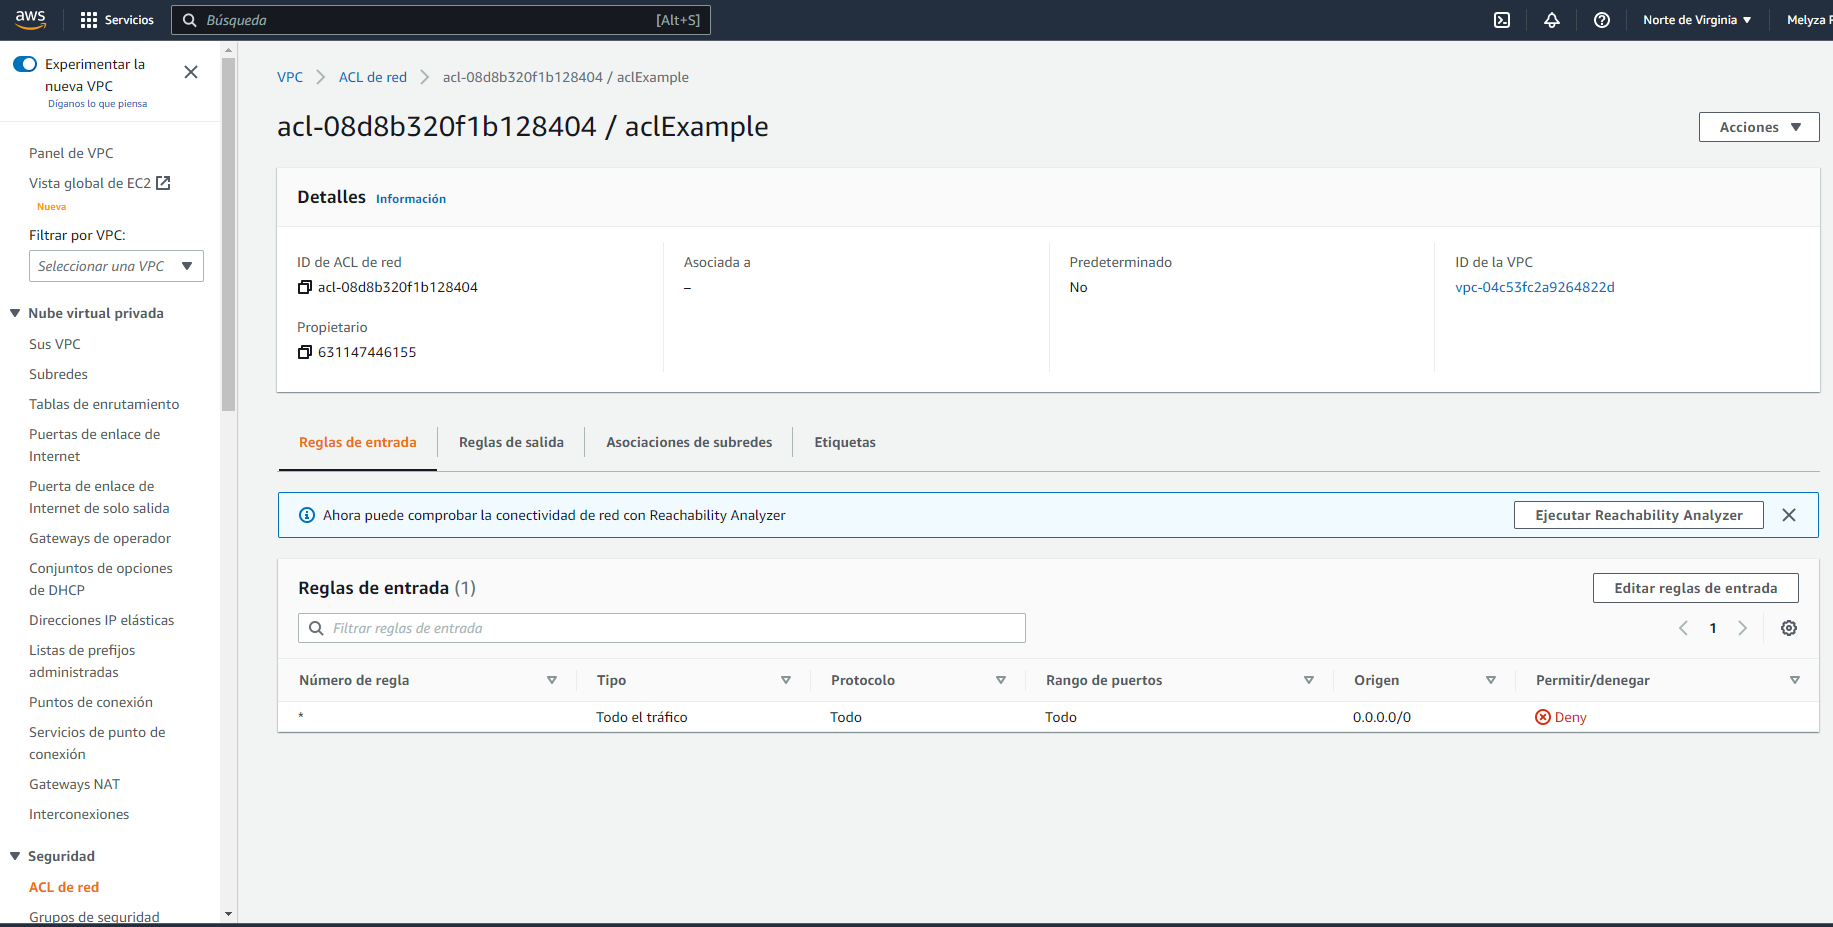 aws
Servicios
Búsqueda
[Alt+S]
Norte de Virginia
Melyza
Experimentar la
nueva VPC
Díganos lo que piensa
Panel de VPC
Vista global de EC2
Nueva
Filtrar por VPC:
Seleccionar una VPC
Nube virtual privada
Sus VPC
Subredes
Tablas de enrutamiento
Puertas de enlace de
Internet
Puerta de enlace de
Internet de solo salida
Gateways de operador
Conjuntos de opciones
de DHCP
Direcciones IP elásticas
Listas de prefijos
administradas
Puntos de conexión
Servicios de punto de
conexión
Gateways NAT
Interconexiones
Seguridad
ACL de red
Grupos de seguridad
VPC
ACL de red
acl-08d8b320f1b128404 / aclExample
acl-08d8b320f1b128404 / aclExample
Acciones
Detalles
Información
ID de ACL de red
acl-08d8b320f1b128404
Asociada a
–
Predeterminado
No
ID de la VPC
vpc-04c53fc2a9264822d
Propietario
631147446155
Reglas de entrada
Reglas de salida
Asociaciones de subredes
Etiquetas
Ahora puede comprobar la conectividad de red con Reachability Analyzer
Ejecutar Reachability Analyzer
Reglas de entrada (1)
Editar reglas de entrada
Filtrar reglas de entrada
1
Número de regla
Tipo
Protocolo
Rango de puertos
Origen
Permitir/denegar
*
Todo el tráfico
Todo
Todo
0.0.0.0/0
Deny